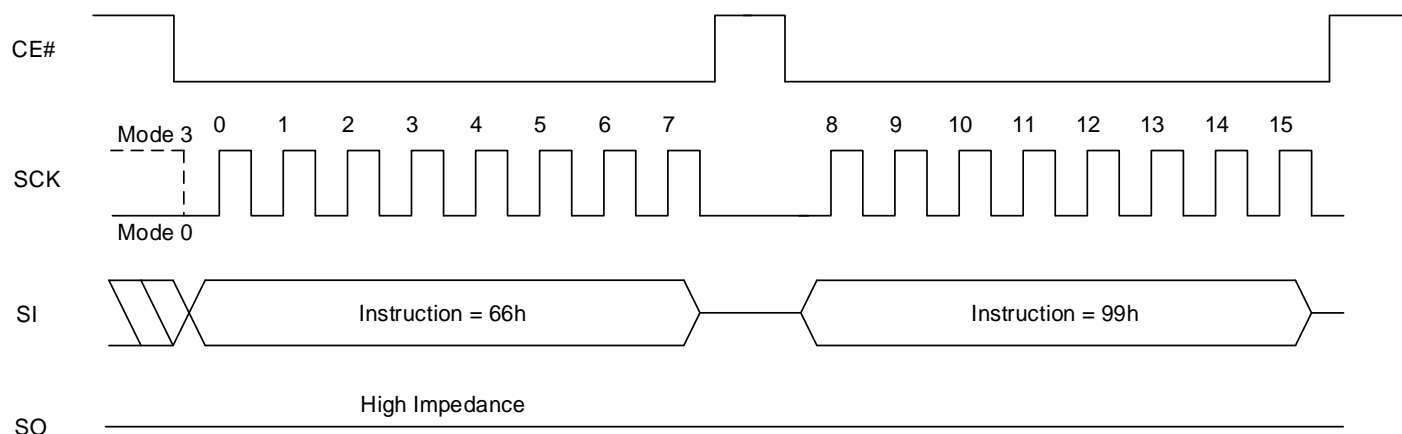 CE#
Mode 3
0 1 2 3 4 5 6 7 8 9 10 11 12 13 14 15
SCK
Mode 0
SI
Instruction = 66h
Instruction = 99h
High Impedance
SO